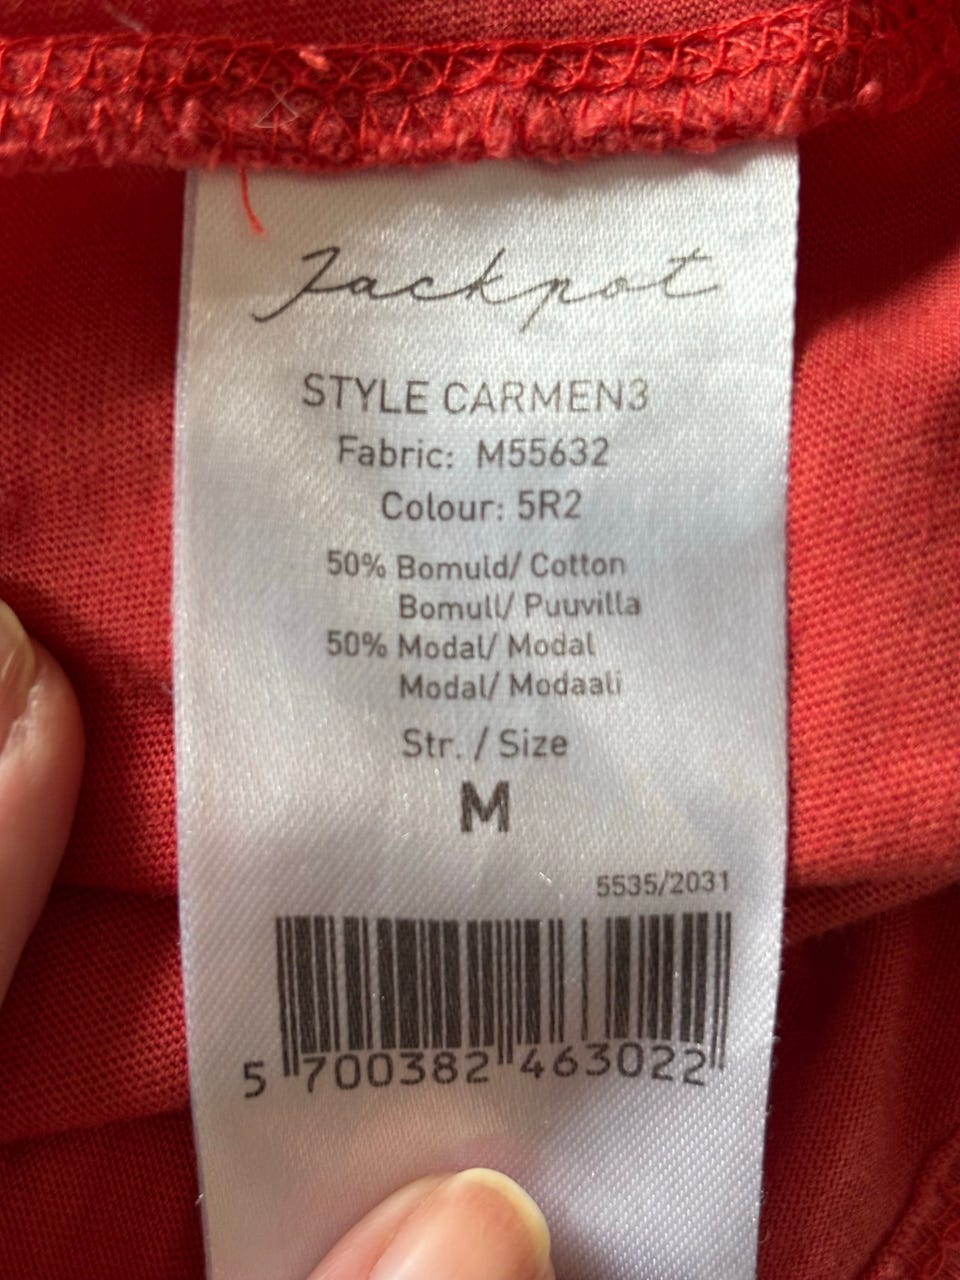 Jackpot
STYLE CARMEN3
Fabric: M55632
Colour: 5R2
50% Bomuld/ Cotton
Bomull/ Puuvilla
50% Modal/ Modal
Modal/ Modaali
Str. / Size
M
5535/2031
5 700382 463022